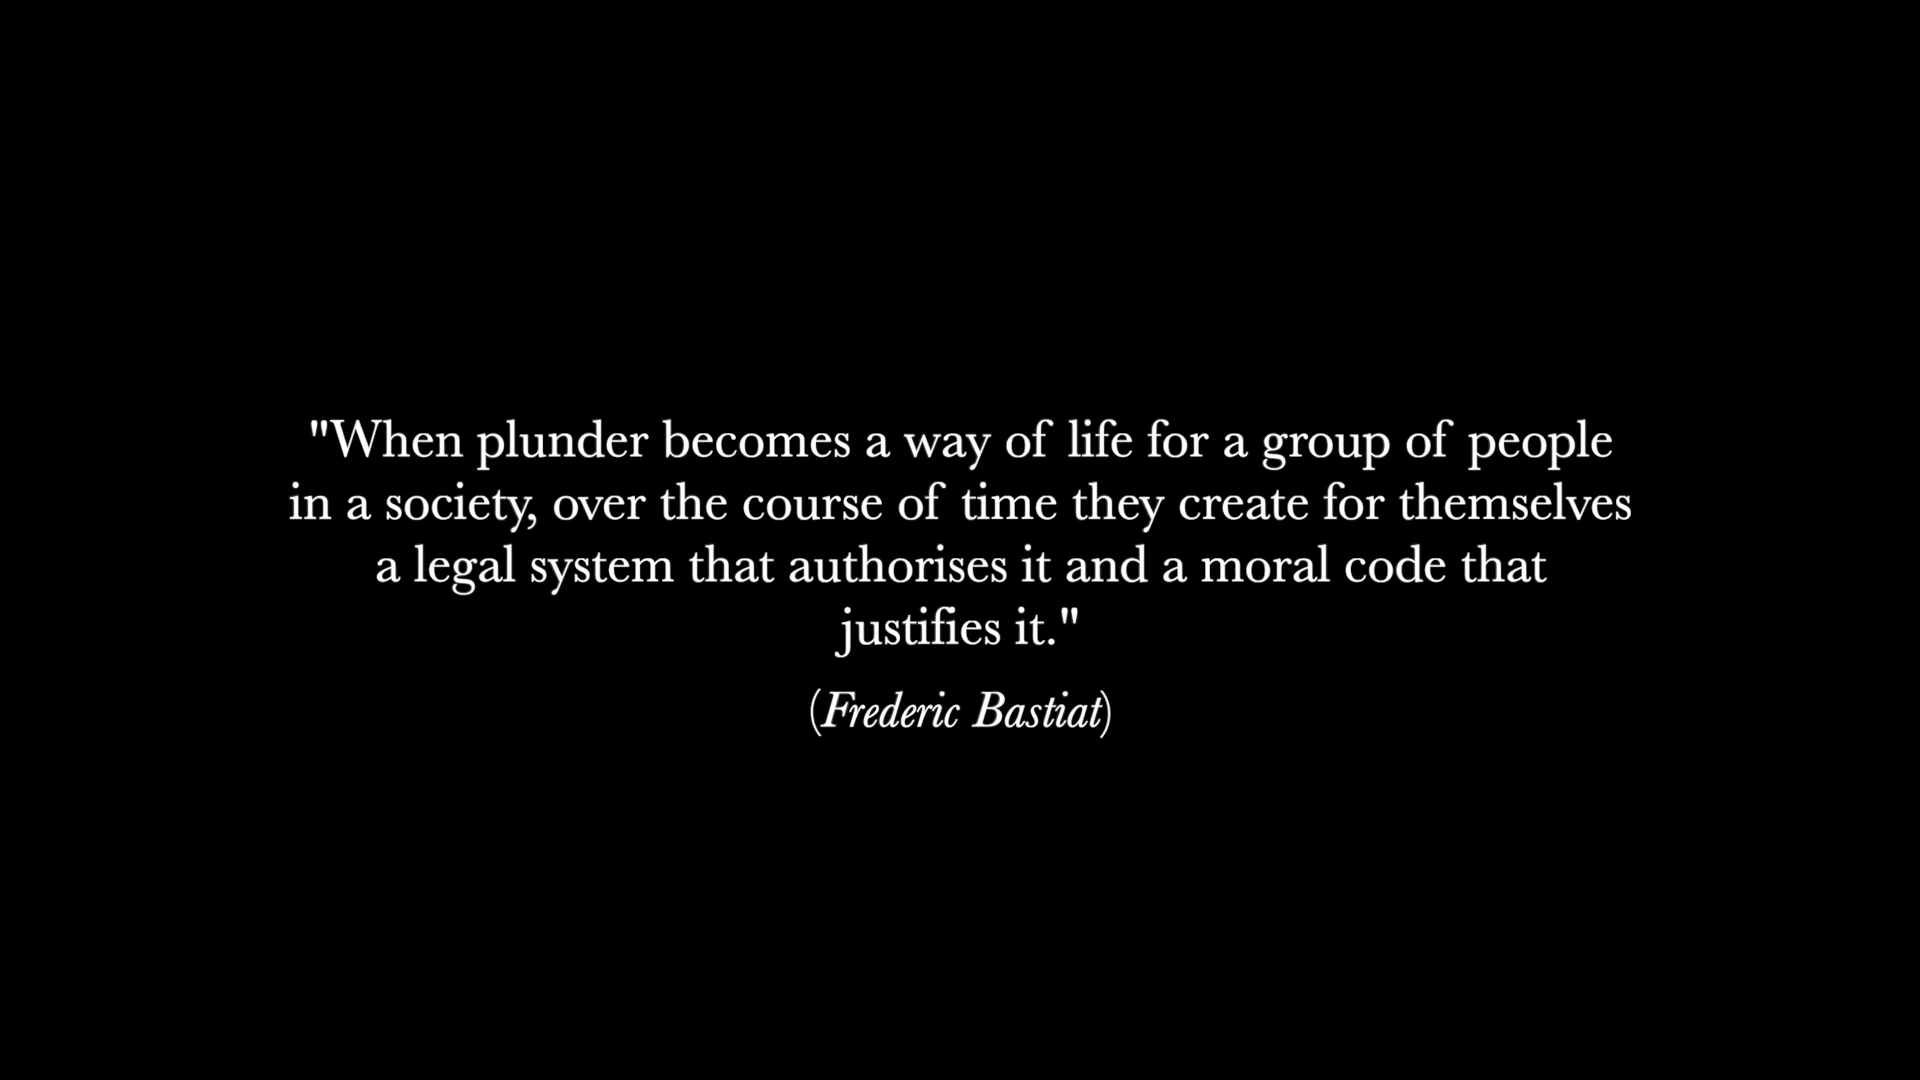 "When plunder becomes a way of life for a group of people
in a society, over the course of time they create for themselves
a legal system that authorises it and a moral code that
justifies it."
(Frederic Bastiat)